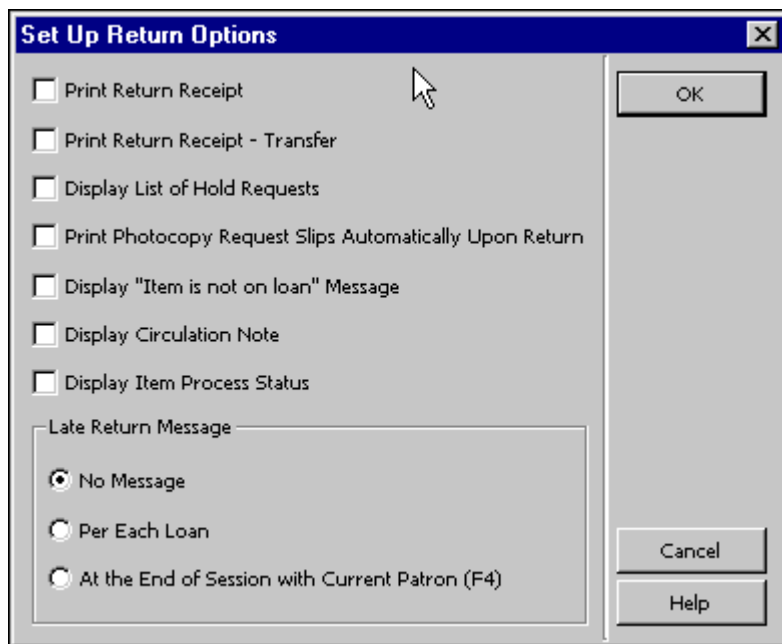 Set Up Return Options
Print Return Receipt
OK
Print Return Receipt - Transfer
Display List of Hold Requests
Print Photocopy Request Slips Automatically Upon Return
Display "Item is not on loan" Message
Display Circulation Note
Display Item Process Status
Late Return Message
No Message
Per Each Loan
At the End of Session with Current Patron (F4)
Cancel
Help